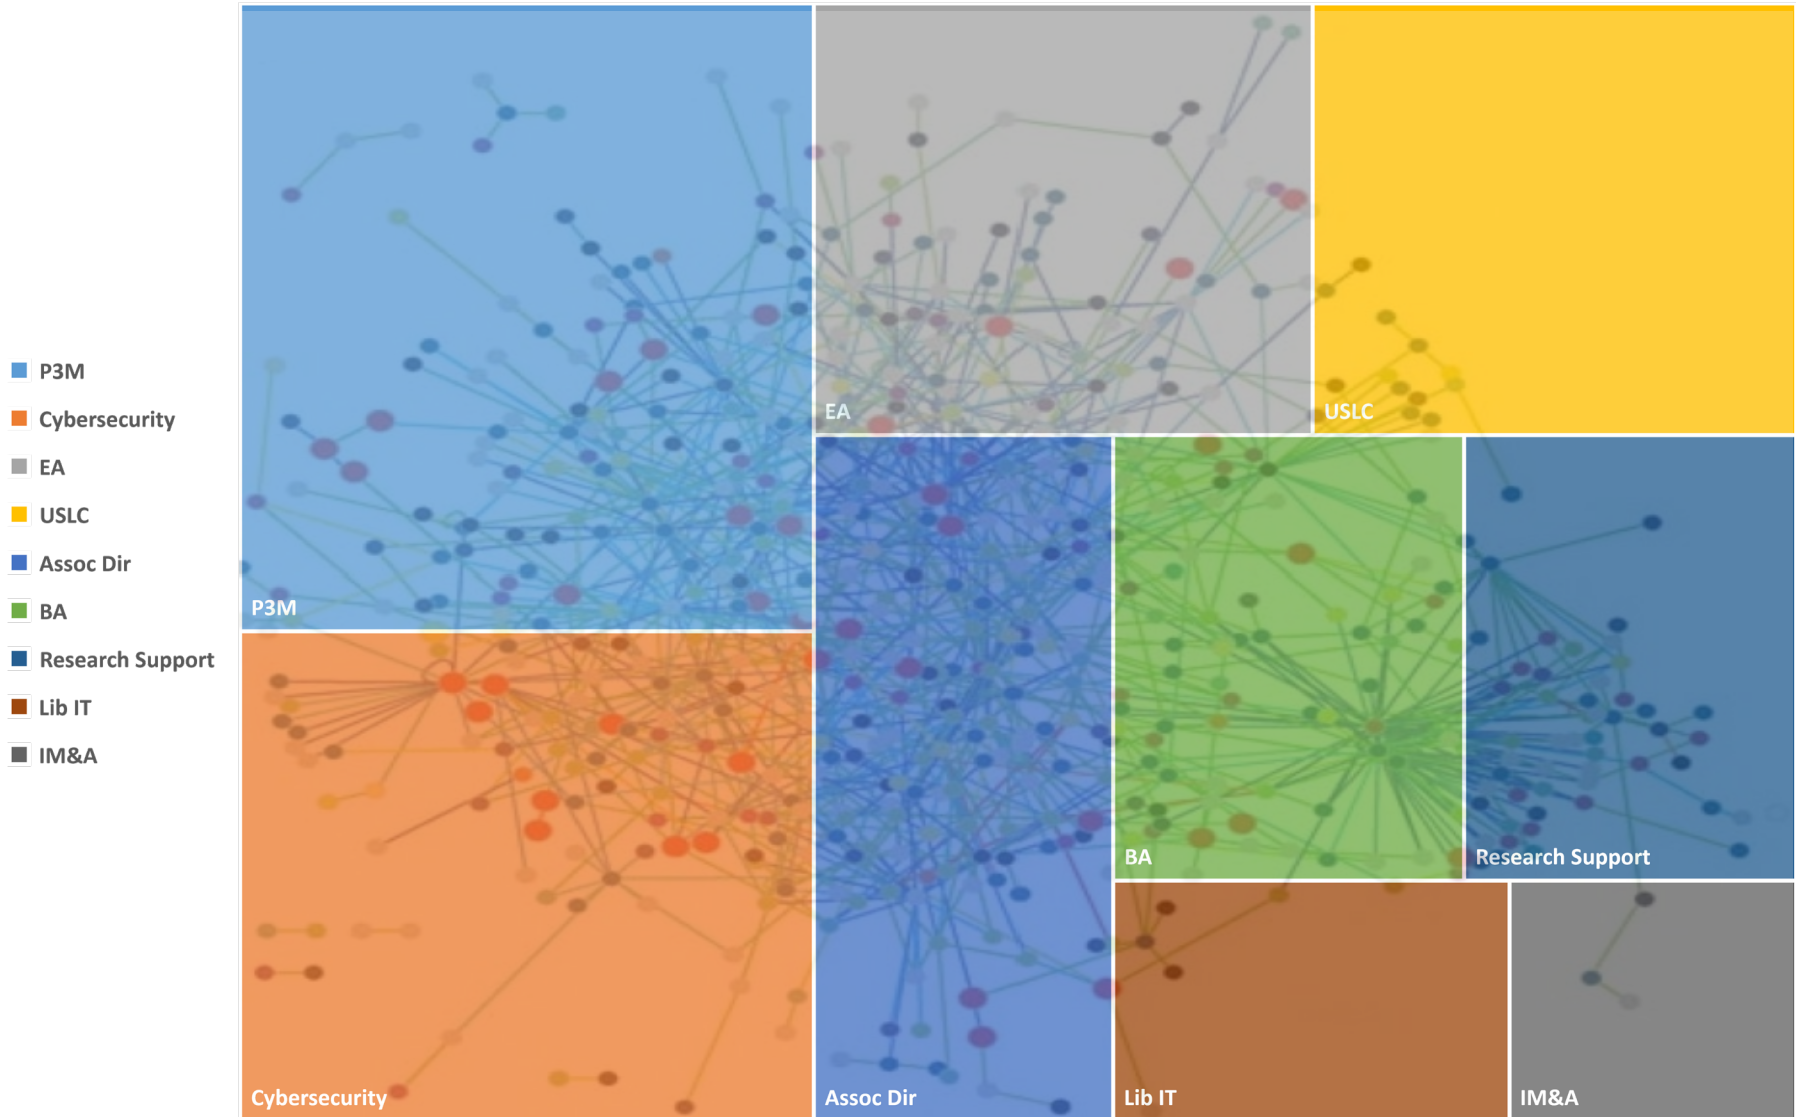 P3M
Cybersecurity
EA
USLC
Assoc Dir
BA
Research Support
Lib IT
IM&A
P3M
EA
USLC
Cybersecurity
Assoc Dir
BA
Research Support
Lib IT
IM&A